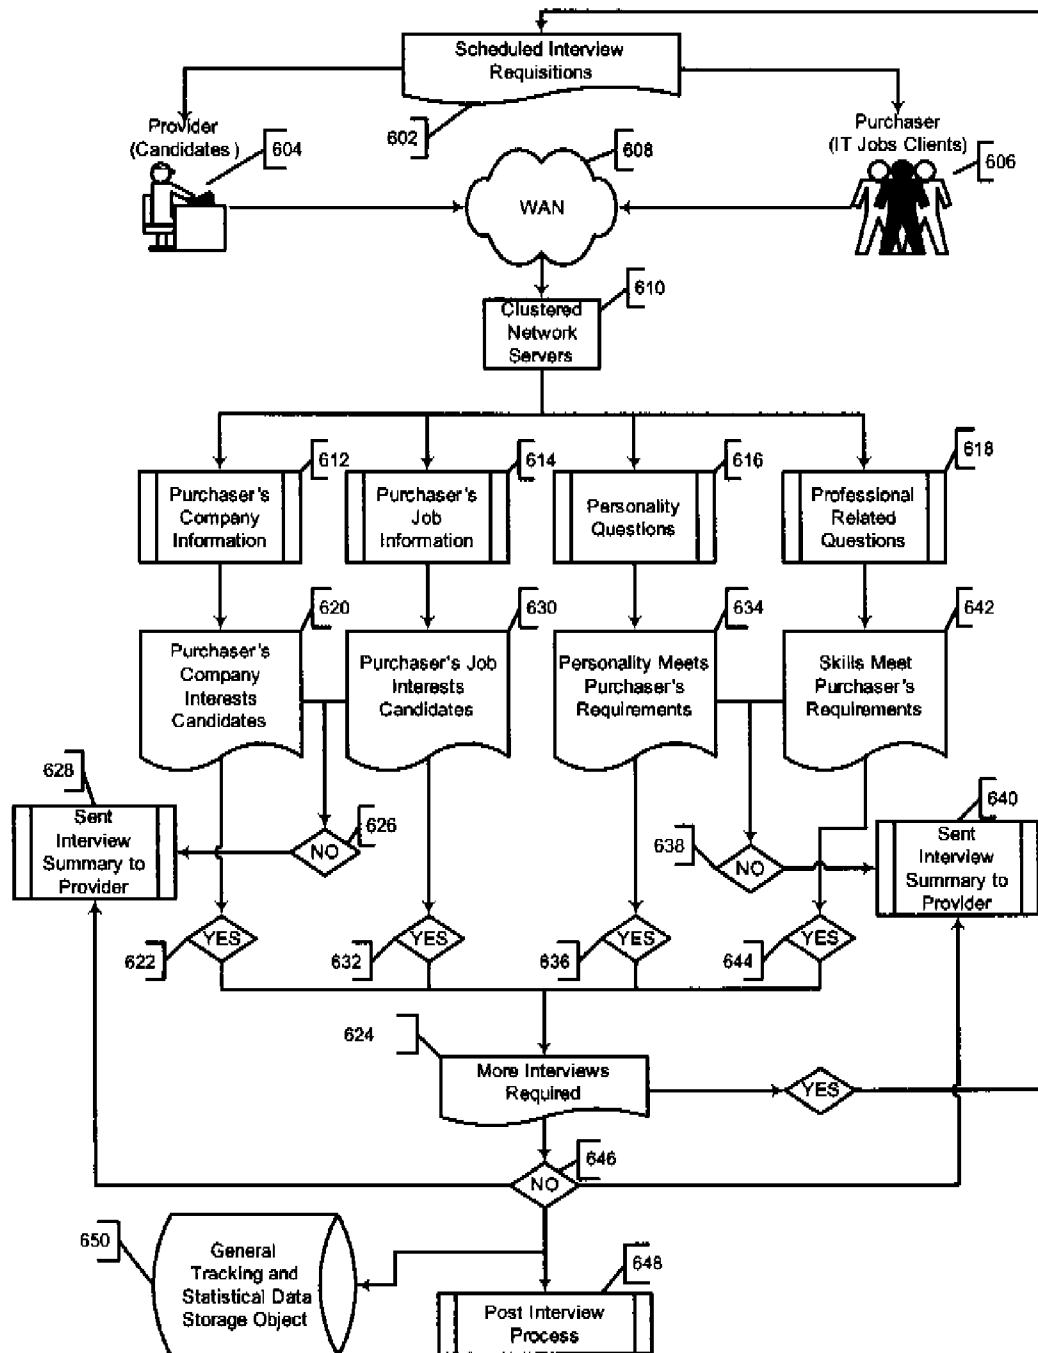 Scheduled Interview
Requisitions
602
Provider
(Candidates)
604
608
Purchaser
(IT Jobs Clients)
606
WAN
610
Clustered
Network
Servers
612
614
616
618
Purchaser's
Company
Information
Purchaser's
Job
Information
Personality
Questions
Professional
Related
Questions
620
630
634
642
Purchaser's
Company
Interests
Candidates
Purchaser's Job
Interests
Candidates
Personality Meets
Purchaser's
Requirements
Skills Meet
Purchaser's
Requirements
628
Sent
Interview
Summary to
Provider
626
NO
638
NO
640
Sent
Interview
Summary to
Provider
YES
622
YES
632
YES
636
YES
644
624
More Interviews
Required
YES
646
NO
650
General
Tracking and
Statistical Data
Storage Object
648
Post Interview
Process